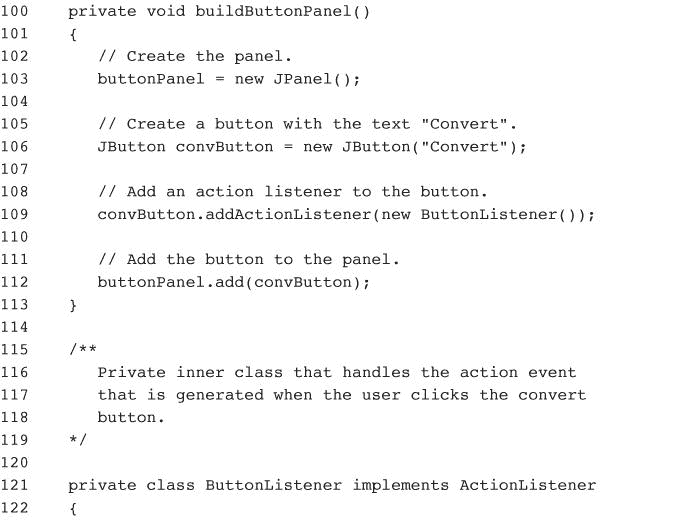 100    private void buildButtonPanel()
101    {
102       // Create the panel.
103       buttonPanel = new JPanel();
104
105       // Create a button with the text "Convert".
106       JButton convButton = new JButton("Convert");
107
108       // Add an action listener to the button.
109       convButton.addActionListener(new ButtonListener());
110
111       // Add the button to the panel.
112       buttonPanel.add(convButton);
113    }
114
115    /**
116       Private inner class that handles the action event
117       that is generated when the user clicks the convert
118       button.
119    */
120
121    private class ButtonListener implements ActionListener
122    {